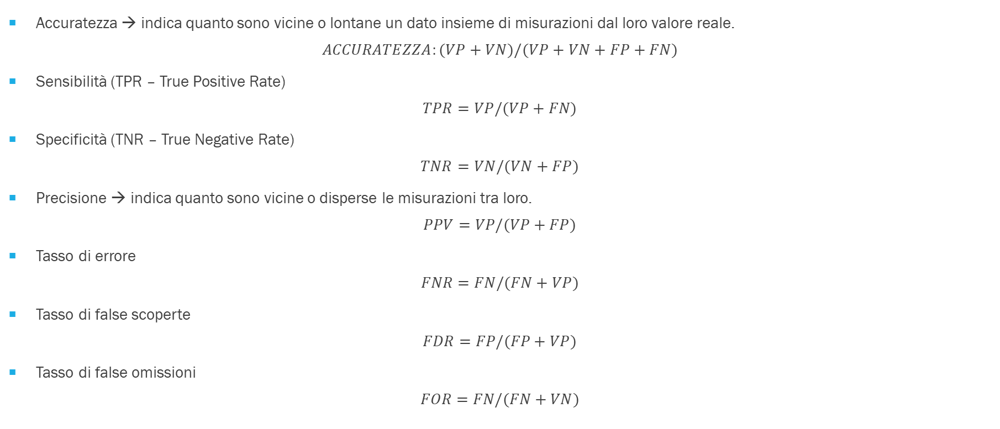 ▪ Accuratezza → indica quanto sono vicine o lontane un dato insieme di misurazioni dal loro valore reale.
ACCURATEZZA: (VP + VN)/(VP + VN + FP + FN)
▪ Sensibilità (TPR – True Positive Rate)
TPR = VP/(VP + FN)
▪ Specificità (TNR – True Negative Rate)
TNR = VN/(VN + FP)
▪ Precisione → indica quanto sono vicine o disperse le misurazioni tra loro.
PPV = VP/(VP + FP)
▪ Tasso di errore
FNR = FN/(FN + VP)
▪ Tasso di false scoperte
FDR = FP/(FP + VP)
▪ Tasso di false omissioni
FOR = FN/(FN + VN)